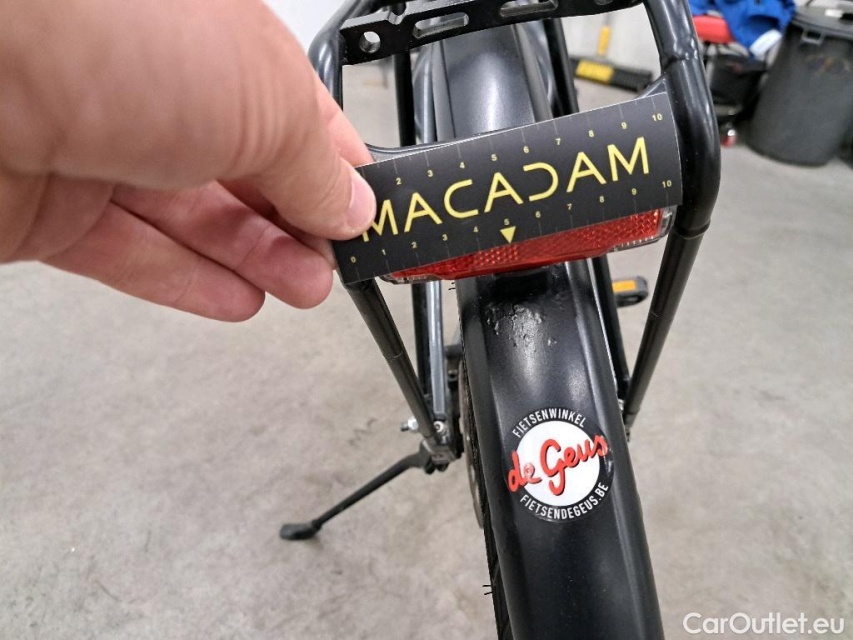 2 3 4 5 6 7 8 9 10
MACADAM
0 1 2 3 4 5 6 7 8 9 10
FIETSENWINKEL
de Geus
FIETSENDEGEUS.BE
CarOutlet.eu